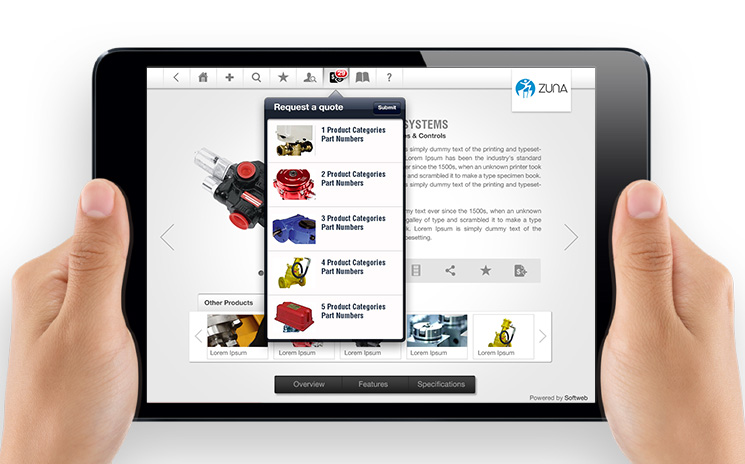 ?
29
ZUNA
Request a quote
Submit
1 Product Categories
Part Numbers
2 Product Categories
Part Numbers
3 Product Categories
Part Numbers
4 Product Categories
Part Numbers
5 Product Categories
Part Numbers
SYSTEMS
& Controls
simply dummy text of the printing and typeset-
Lorem Ipsum has been the industry's standard
since the 1500s, when an unknown printer took
and scrambled it to make a type specimen book.
simply dummy text of the printing and typeset-
text ever since the 1500s, when an unknown
galley of type and scrambled it to make a type
Lorem Ipsum is simply dummy text of the
Other Products
Lorem Ipsum
Lorem Ipsum
Lorem Ipsum
Lorem Ipsum
Lorem Ipsum
Overview
Features
Specifications
Powered by Softweb